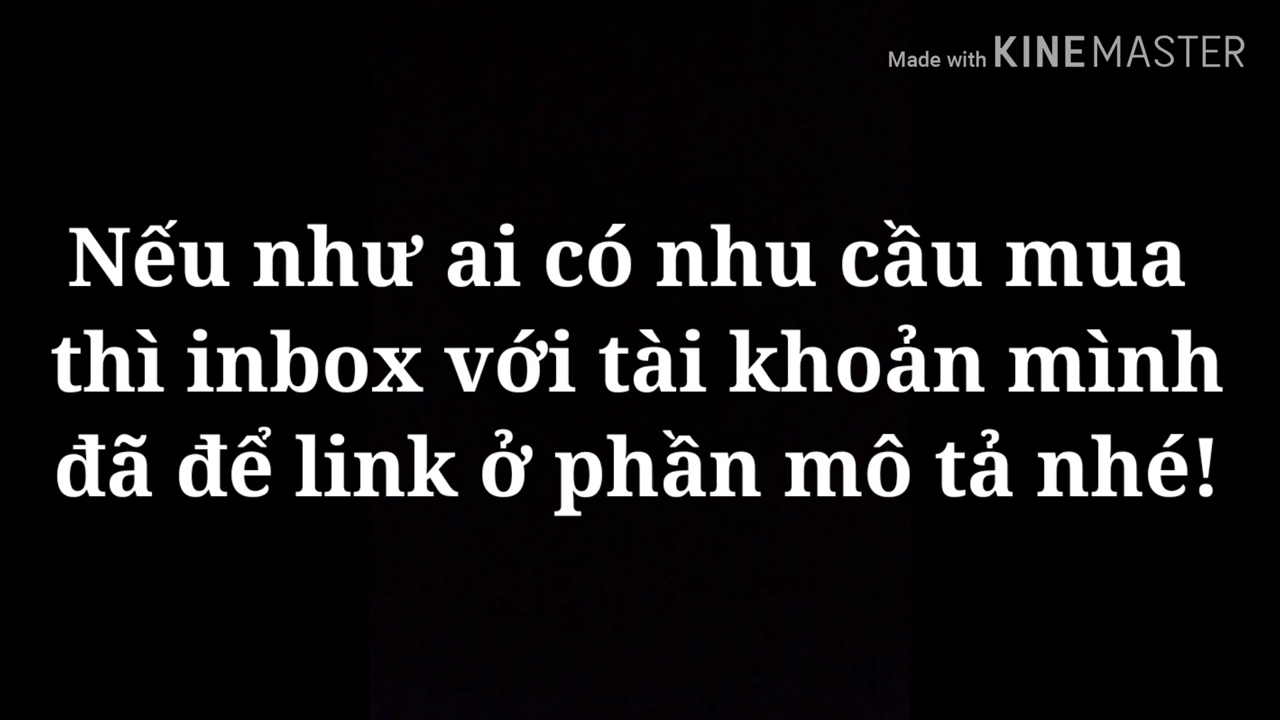 Made with KINEMASTER
Nếu như ai có nhu cầu mua
thì inbox với tài khoản mình
đã để link ở phần mô tả nhé!